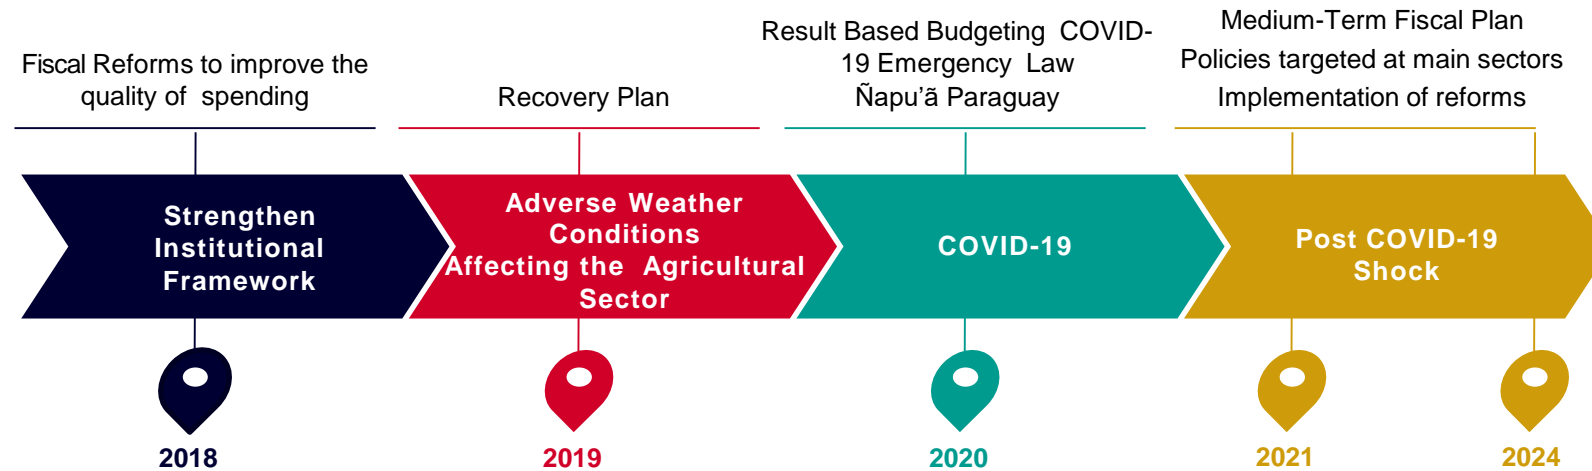 Fiscal Reforms to improve the
quality of spending
Recovery Plan
Result Based Budgeting COVID-
19 Emergency Law
Ñapu’ã Paraguay
Medium-Term Fiscal Plan
Policies targeted at main sectors
Implementation of reforms
Strengthen
Institutional
Framework
Adverse Weather
Conditions
Affecting the Agricultural
Sector
COVID-19
Post COVID-19
Shock
2018
2019
2020
2021
2024